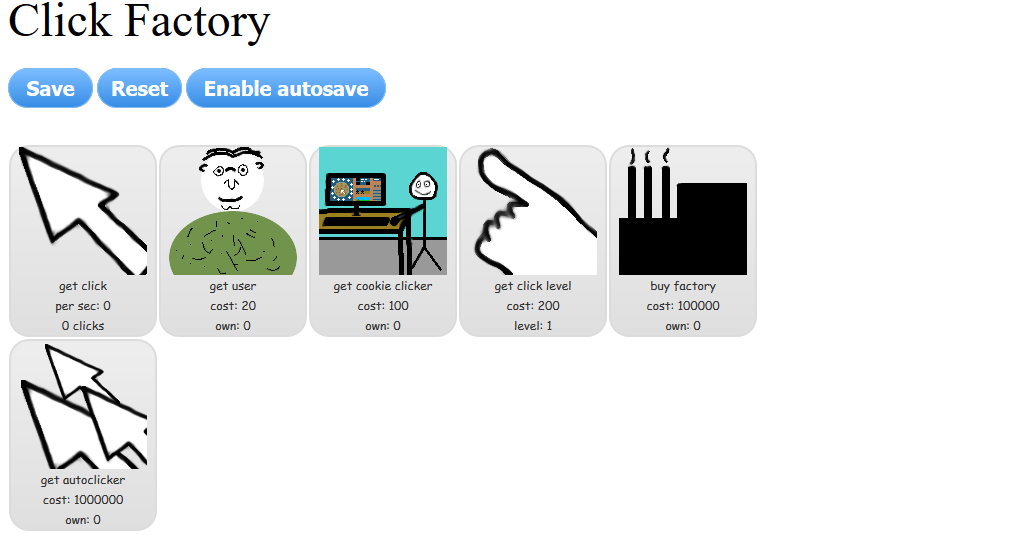 Click Factory
Save Reset Enable autosave
get click
per sec: 0
0 clicks
get user
cost: 20
own: 0
get cookie clicker
cost: 100
own: 0
get click level
cost: 200
level: 1
buy factory
cost: 100000
own: 0
get autoclicker
cost: 1000000
own: 0